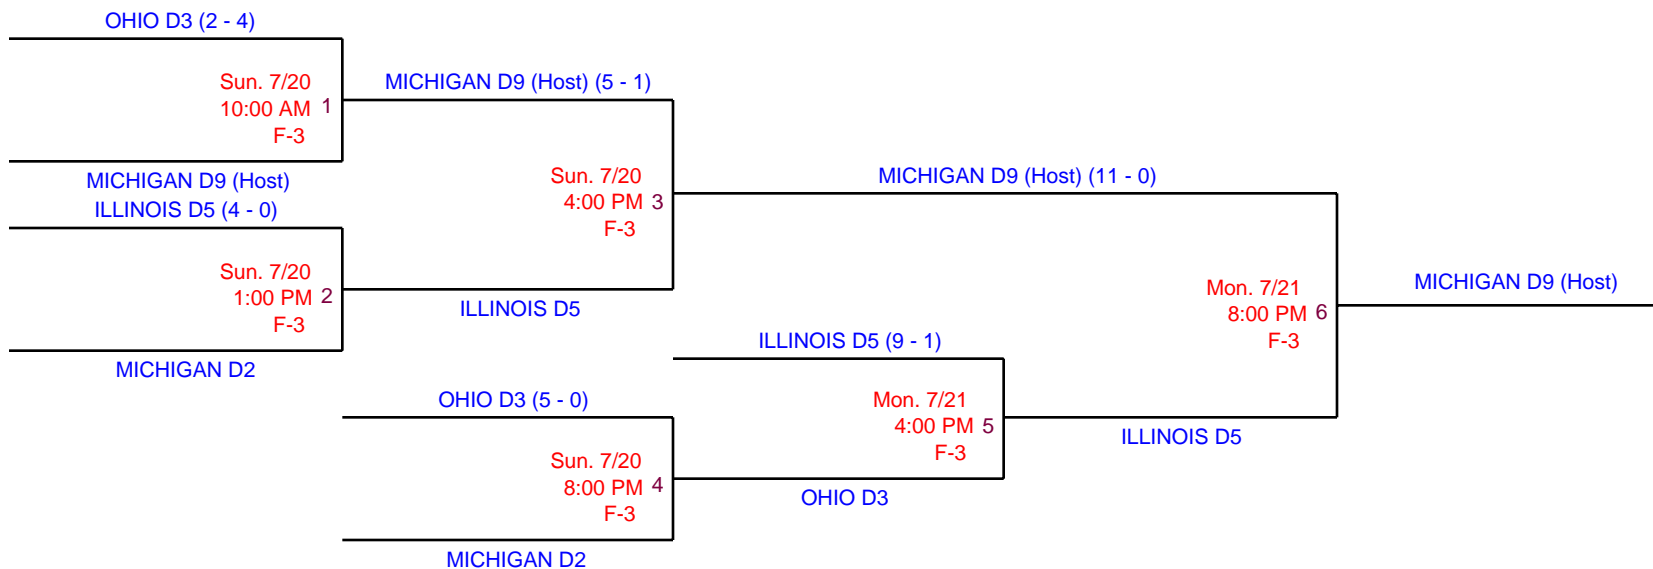 OHIO D3 (2 - 4)
Sun. 7/20
10:00 AM 1
F-3
MICHIGAN D9 (Host)
MICHIGAN D9 (Host) (5 - 1)
ILLINOIS D5 (4 - 0)
Sun. 7/20
1:00 PM 2
F-3
MICHIGAN D2
Sun. 7/20
4:00 PM 3
F-3
ILLINOIS D5
MICHIGAN D9 (Host) (11 - 0)
OHIO D3 (5 - 0)
Sun. 7/20
8:00 PM 4
F-3
MICHIGAN D2
ILLINOIS D5 (9 - 1)
Mon. 7/21
4:00 PM 5
F-3
OHIO D3
Mon. 7/21
8:00 PM 6
F-3
ILLINOIS D5
MICHIGAN D9 (Host)